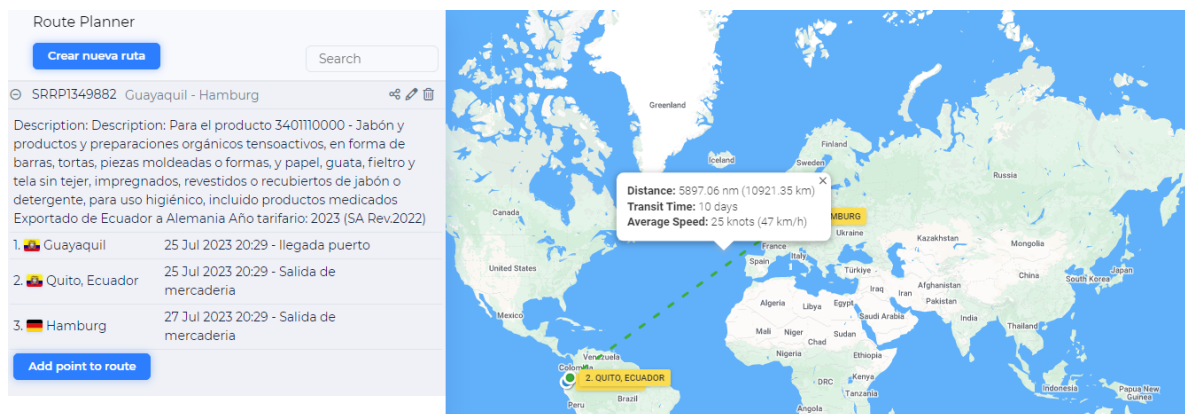 Route Planner
Crear nueva ruta
Search
SRRP1349882 Guayaquil - Hamburg
Description: Description: Para el producto 3401110000 - Jabón y
productos y preparaciones orgánicos tensoactivos, en forma de
barras, tortas, piezas moldeadas o formas, y papel, guata, fieltro y
tela sin tejer, impregnados, revestidos o recubiertos de jabón o
detergente, para uso higiénico, incluido productos medicados
Exportado de Ecuador a Alemania Año tarifario: 2023 (SA Rev.2022)
1. Guayaquil 25 Jul 2023 20:29 - llegada puerto
2. Quito, Ecuador 25 Jul 2023 20:29 - Salida de
mercaderia
3. Hamburg 27 Jul 2023 20:29 - Salida de
mercaderia
Add point to route
Greenland
Iceland
Finland
Sweden
Russia
Distance: 5897.06 nm (10921.35 km)
Transit Time: 10 days
Average Speed: 25 knots (47 km/h)
MBURG
Canada
Ukraine
Kazakhstan
Mongolia
France
Italy
Spain
Türkiye
United States
China
South Korea
Japan
Iraq
Iran
Afghanistan
Pakistan
Algeria
Libya
Egypt
Saudi Arabia
India
Mexico
Mali
Niger
Chad
Sudan
Thailand
Nigeria
Ethiopia
Venezuela
Colombia
2. QUITO, ECUADOR
DRC
Kenya
Tanzania
Indonesia
Papua New
Guinea
Peru
Brazil
Angola